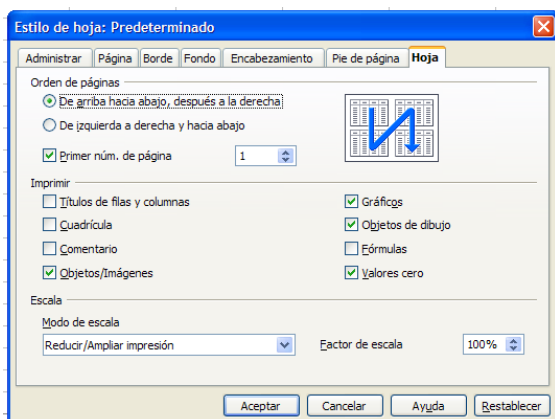 Estilo de hoja: Predeterminado
Administrar Página Borde Fondo Encabezamiento Pie de página Hoja
Orden de páginas
De arriba hacia abajo, después a la derecha
De izquierda a derecha y hacia abajo
Primer núm. de página 1
Imprimir
Títulos de filas y columnas Gráficos
Cuadrícula Objetos de dibujo
Comentario Fórmulas
Objetos/Imágenes Valores cero
Escala
Modo de escala
Reducir/Ampliar impresión Factor de escala 100%
Aceptar Cancelar Ayuda Restablecer